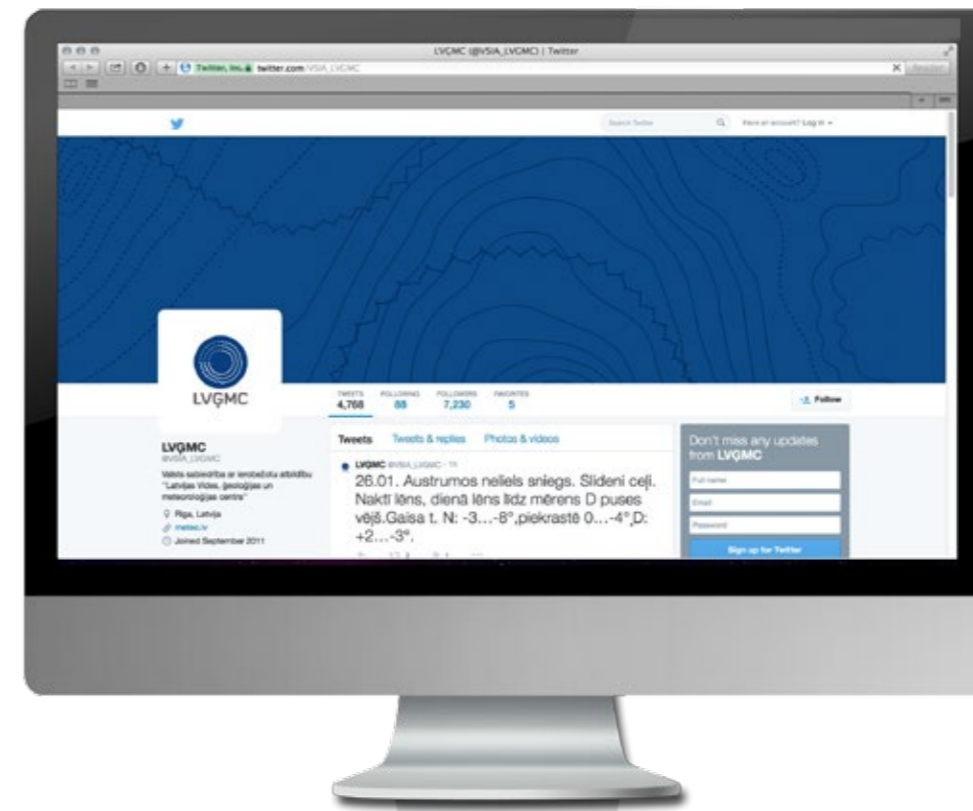 LVĢMC (@VSIA_LVGMC) | Twitter
Twitter, Inc. twitter.com/VSIA_LVGMC
Reader
Search Twitter
Have an account? Log in
LVĢMC
TWEETS FOLLOWING FOLLOWERS FAVORITES
4,768 88 7,230 5
Follow
LVĢMC
@VSIA_LVGMC
Valsts sabiedrība ar ierobežotu atbildību
"Latvijas Vides, ģeoloģijas un
meteoroloģijas centrs"
Rīga, Latvija
meteo.lv
Joined September 2011
Tweets Tweets & replies Photos & videos
LVĢMC @VSIA_LVGMC
26.01. Austrumos neliels sniegs. Slideni ceļi.
Naktī lēns, dienā lēns līdz mērens D puses
vējš.Gaisa t. N: -3...-8°,piekrastē 0...-4°,D:
+2...-3°.
Don't miss any updates
from LVĢMC
Full name
Email
Password
Sign up for Twitter